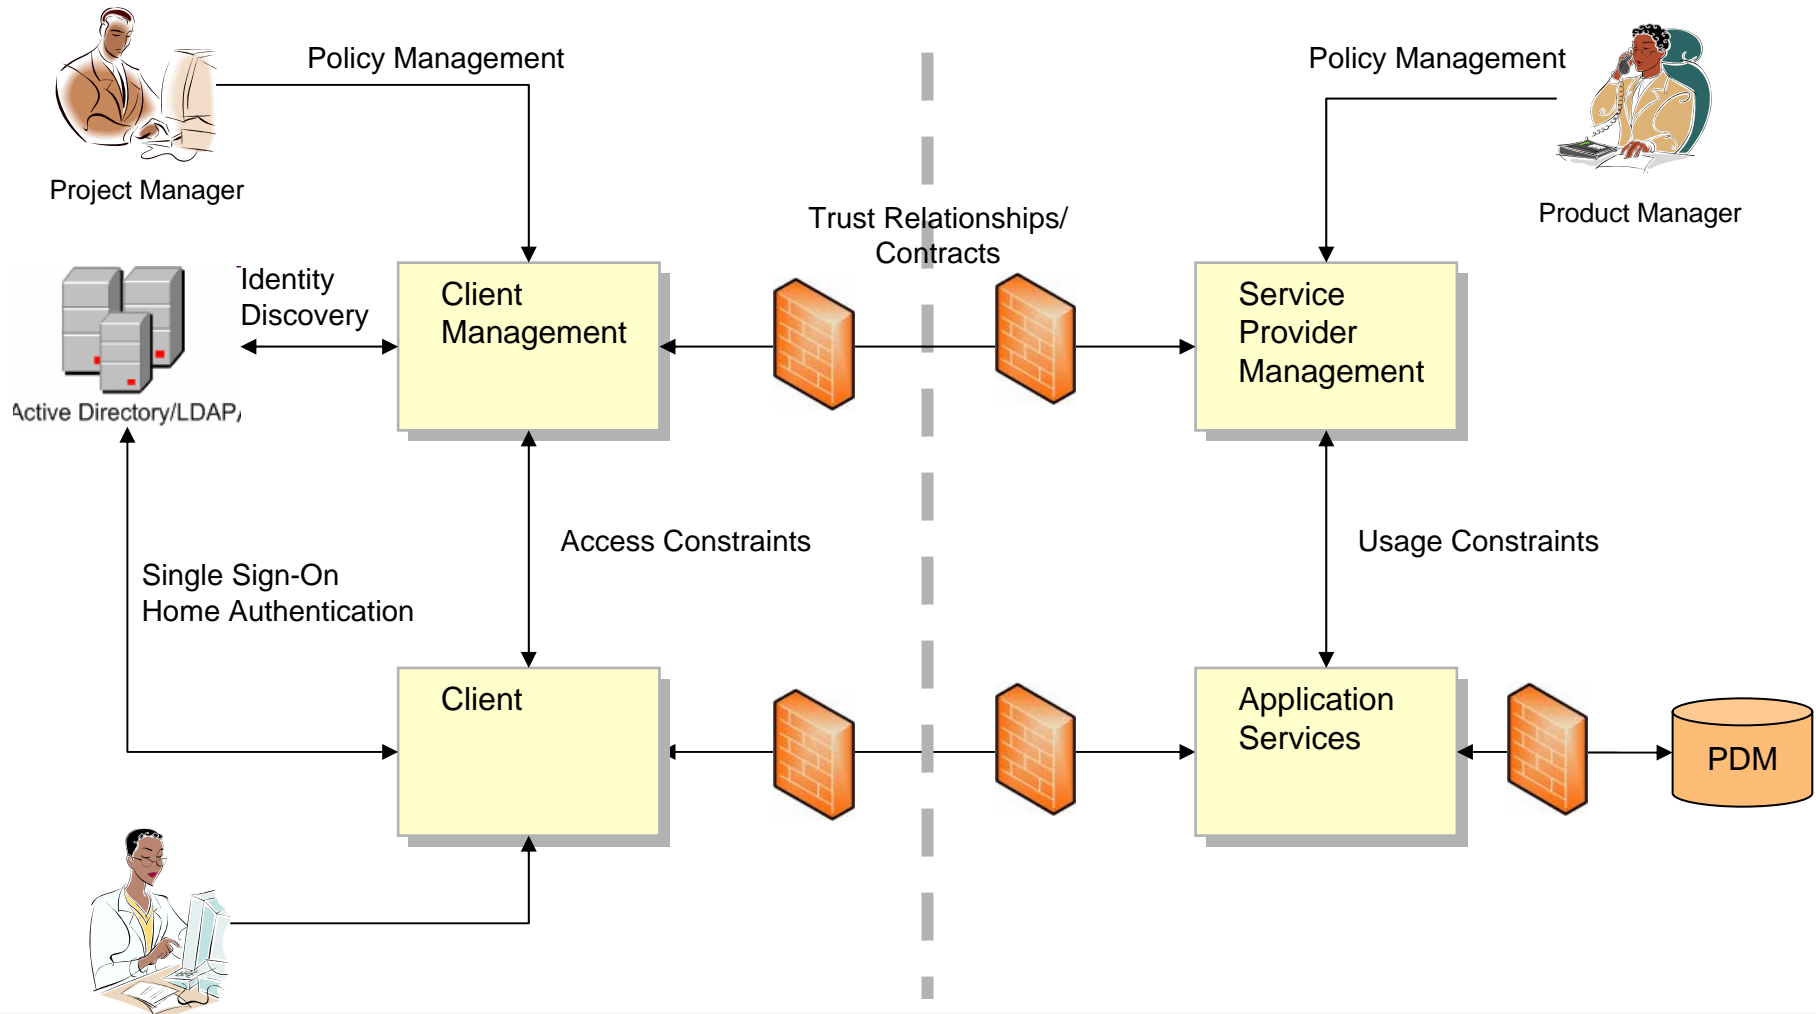 Policy Management
Policy Management
Project Manager
Product Manager
Trust Relationships/
Contracts
Identity
Discovery
Client
Management
Service
Provider
Management
Active Directory/LDAP/
Access Constraints
Usage Constraints
Single Sign-On
Home Authentication
Client
Application
Services
PDM